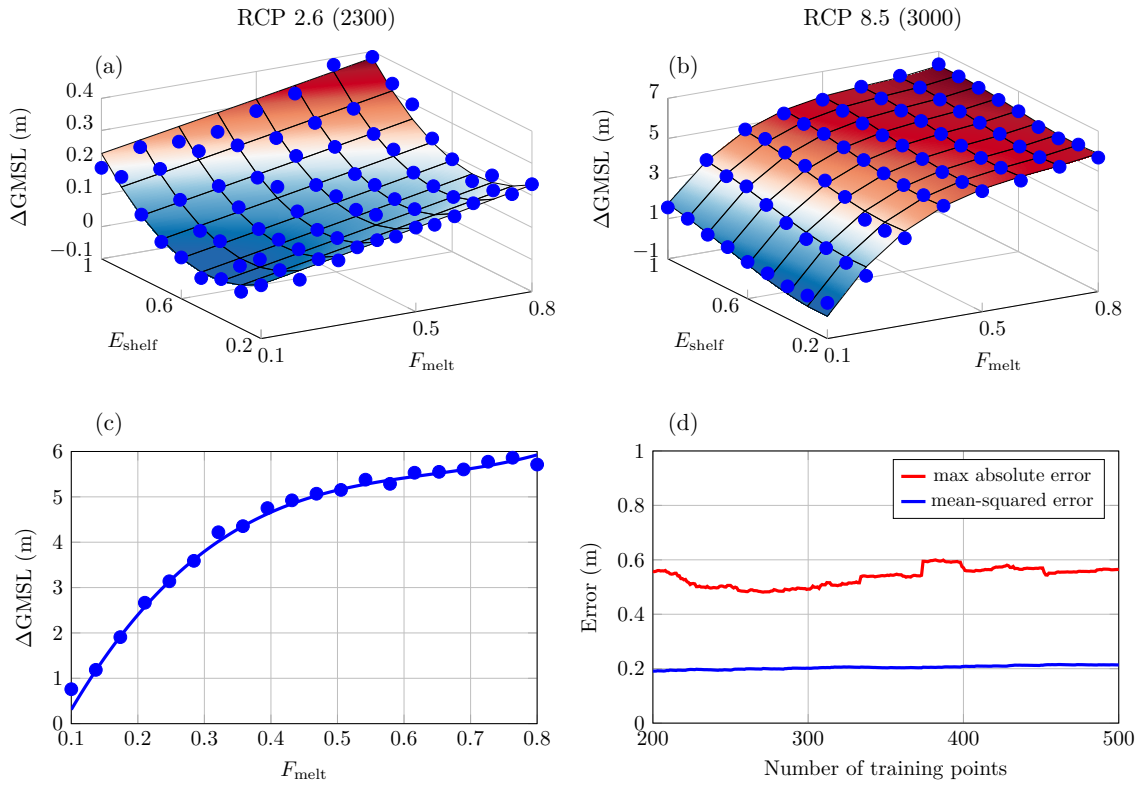 RCP 2.6 (2300)
RCP 8.5 (3000)
(a)
ΔGMSL (m)
0.4
0.3
0.2
0.1
0
−0.1
1
0.6
0.2
E_shelf
0.1
0.5
0.8
F_melt
(b)
ΔGMSL (m)
7
5
3
1
-1
1
0.6
0.2
E_shelf
0.1
0.5
0.8
F_melt
(c)
ΔGMSL (m)
6
5
4
3
2
1
0
0.1 0.2 0.3 0.4 0.5 0.6 0.7 0.8
F_melt
(d)
Error (m)
1
0.8
0.6
0.4
0.2
0
200 300 400 500
Number of training points
max absolute error
mean-squared error